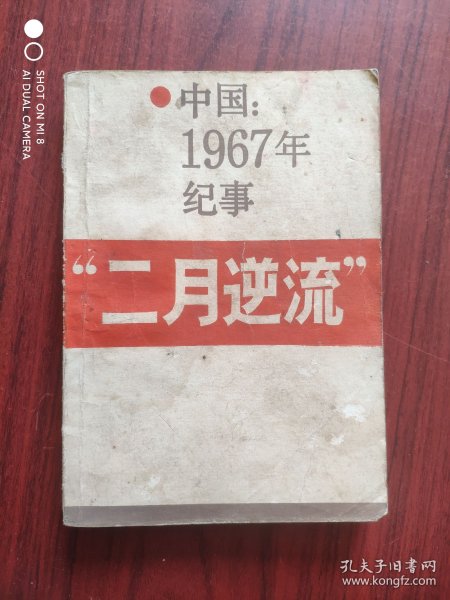 SHOT ON MI 8
AI DUAL CAMERA
中国：
1967年
纪事
“二月逆流”
孔夫子旧书网
www.kongfz.com